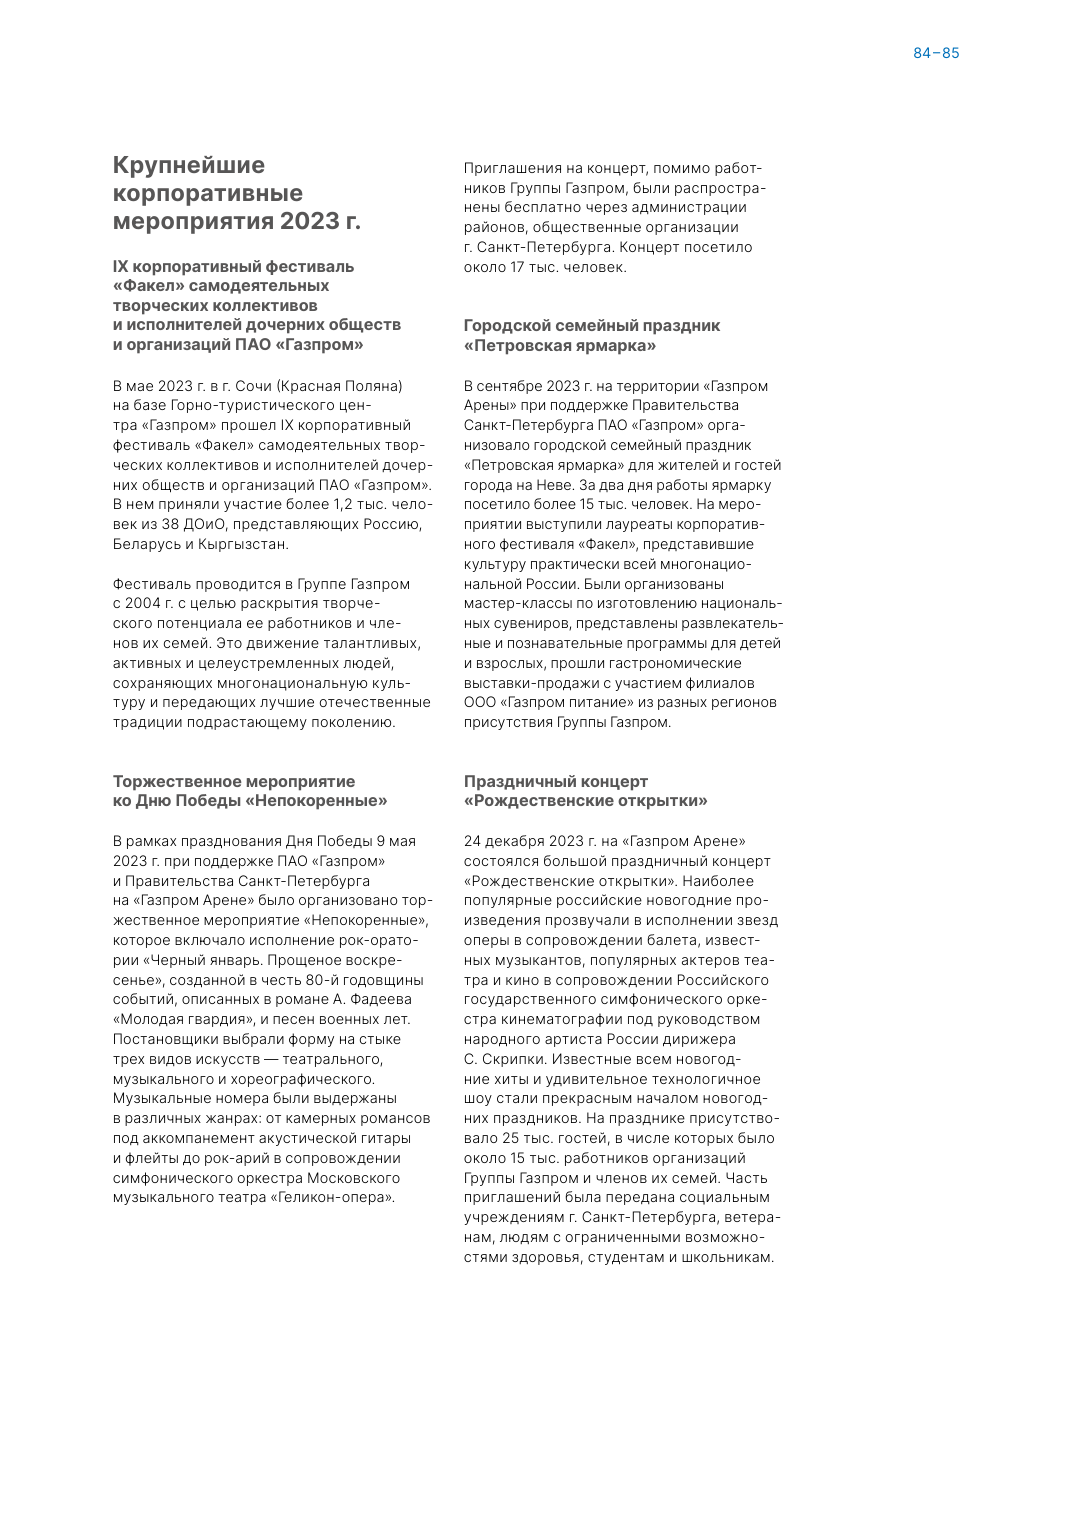 84–85
Крупнейшие
корпоративные
мероприятия 2023 г.
IX корпоративный фестиваль
«Факел» самодеятельных
творческих коллективов
и исполнителей дочерних обществ
и организаций ПАО «Газпром»
В мае 2023 г. в г. Сочи (Красная Поляна)
на базе Горно-туристического цен-
тра «Газпром» прошел IX корпоративный
фестиваль «Факел» самодеятельных твор-
ческих коллективов и исполнителей дочер-
них обществ и организаций ПАО «Газпром».
В нем приняли участие более 1,2 тыс. чело-
век из 38 ДОиО, представляющих Россию,
Беларусь и Кыргызстан.
Фестиваль проводится в Группе Газпром
с 2004 г. с целью раскрытия творче-
ского потенциала ее работников и чле-
нов их семей. Это движение талантливых,
активных и целеустремленных людей,
сохраняющих многонациональную куль-
туру и передающих лучшие отечественные
традиции подрастающему поколению.
Торжественное мероприятие
ко Дню Победы «Непокоренные»
В рамках празднования Дня Победы 9 мая
2023 г. при поддержке ПАО «Газпром»
и Правительства Санкт-Петербурга
на «Газпром Арене» было организовано тор-
жественное мероприятие «Непокоренные»,
которое включало исполнение рок-орато-
рии «Черный январь. Прощеное воскре-
сенье», созданной в честь 80-й годовщины
событий, описанных в романе А. Фадеева
«Молодая гвардия», и песен военных лет.
Постановщики выбрали форму на стыке
трех видов искусств — театрального,
музыкального и хореографического.
Музыкальные номера были выдержаны
в различных жанрах: от камерных романсов
под аккомпанемент акустической гитары
и флейты до рок-арий в сопровождении
симфонического оркестра Московского
музыкального театра «Геликон-опера».
Приглашения на концерт, помимо работ-
ников Группы Газпром, были распростра-
нены бесплатно через администрации
районов, общественные организации
г. Санкт-Петербурга. Концерт посетило
около 17 тыс. человек.
Городской семейный праздник
«Петровская ярмарка»
В сентябре 2023 г. на территории «Газпром
Арены» при поддержке Правительства
Санкт-Петербурга ПАО «Газпром» орга-
низовало городской семейный праздник
«Петровская ярмарка» для жителей и гостей
города на Неве. За два дня работы ярмарку
посетило более 15 тыс. человек. На меро-
приятии выступили лауреаты корпоратив-
ного фестиваля «Факел», представившие
культуру практически всей многонацио-
нальной России. Были организованы
мастер-классы по изготовлению националь-
ных сувениров, представлены развлекатель-
ные и познавательные программы для детей
и взрослых, прошли гастрономические
выставки-продажи с участием филиалов
ООО «Газпром питание» из разных регионов
присутствия Группы Газпром.
Праздничный концерт
«Рождественские открытки»
24 декабря 2023 г. на «Газпром Арене»
состоялся большой праздничный концерт
«Рождественские открытки». Наиболее
популярные российские новогодние про-
изведения прозвучали в исполнении звезд
оперы в сопровождении балета, извест-
ных музыкантов, популярных актеров теа-
тра и кино в сопровождении Российского
государственного симфонического орке-
стра кинематографии под руководством
народного артиста России дирижера
С. Скрипки. Известные всем новогод-
ние хиты и удивительное технологичное
шоу стали прекрасным началом новогод-
них праздников. На празднике присутство-
вало 25 тыс. гостей, в числе которых было
около 15 тыс. работников организаций
Группы Газпром и членов их семей. Часть
приглашений была передана социальным
учреждениям г. Санкт-Петербурга, ветера-
нам, людям с ограниченными возможно-
стями здоровья, студентам и школьникам.